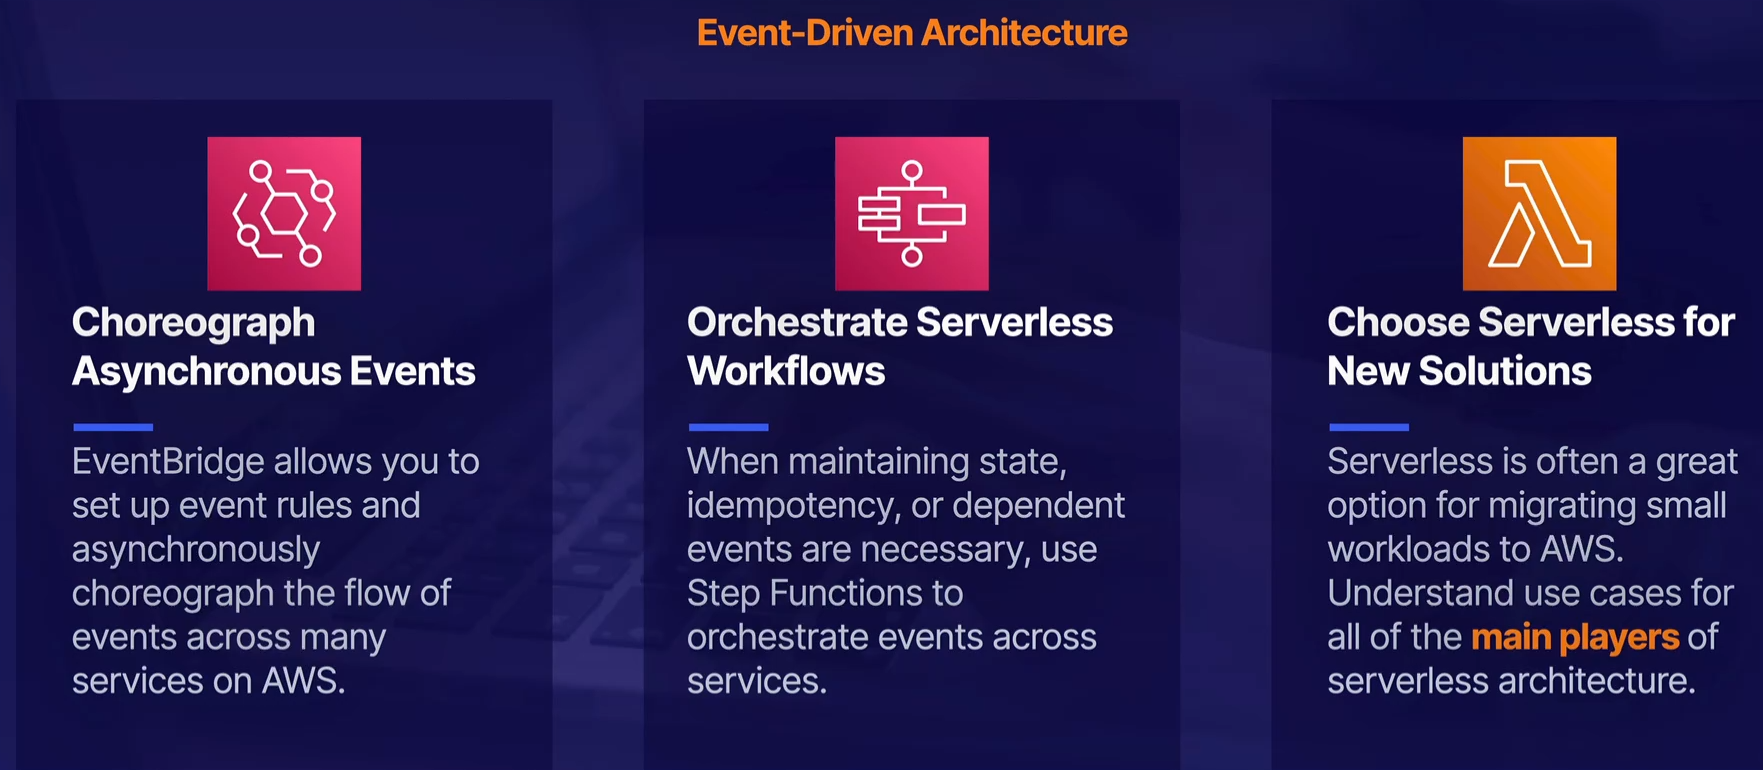 Event-Driven Architecture
Choreograph
Asynchronous Events
EventBridge allows you to
set up event rules and
asynchronously
choreograph the flow of
events across many
services on AWS.
Orchestrate Serverless
Workflows
When maintaining state,
idempotency, or dependent
events are necessary, use
Step Functions to
orchestrate events across
services.
Choose Serverless for
New Solutions
Serverless is often a great
option for migrating small
workloads to AWS.
Understand use cases for
all of the main players of
serverless architecture.